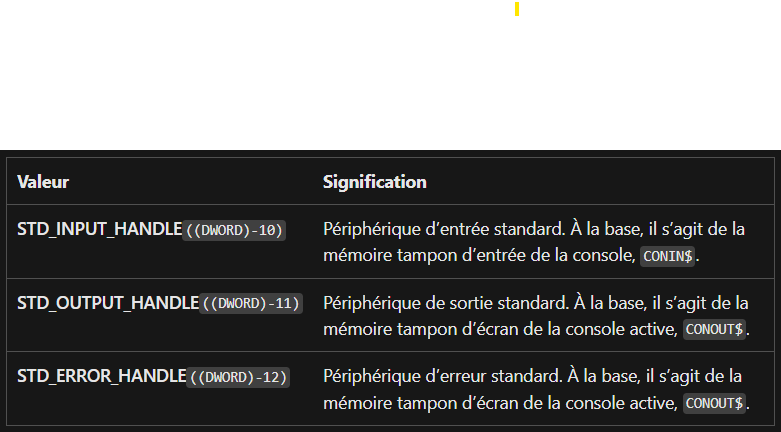 Valeur Signification
STD_INPUT_HANDLE((DWORD)-10) Périphérique d’entrée standard. À la base, il s’agit de la
mémoire tampon d’entrée de la console, CONIN$.
STD_OUTPUT_HANDLE((DWORD)-11) Périphérique de sortie standard. À la base, il s’agit de la
mémoire tampon d’écran de la console active, CONOUT$.
STD_ERROR_HANDLE((DWORD)-12) Périphérique d’erreur standard. À la base, il s’agit de la
mémoire tampon d’écran de la console active, CONOUT$.